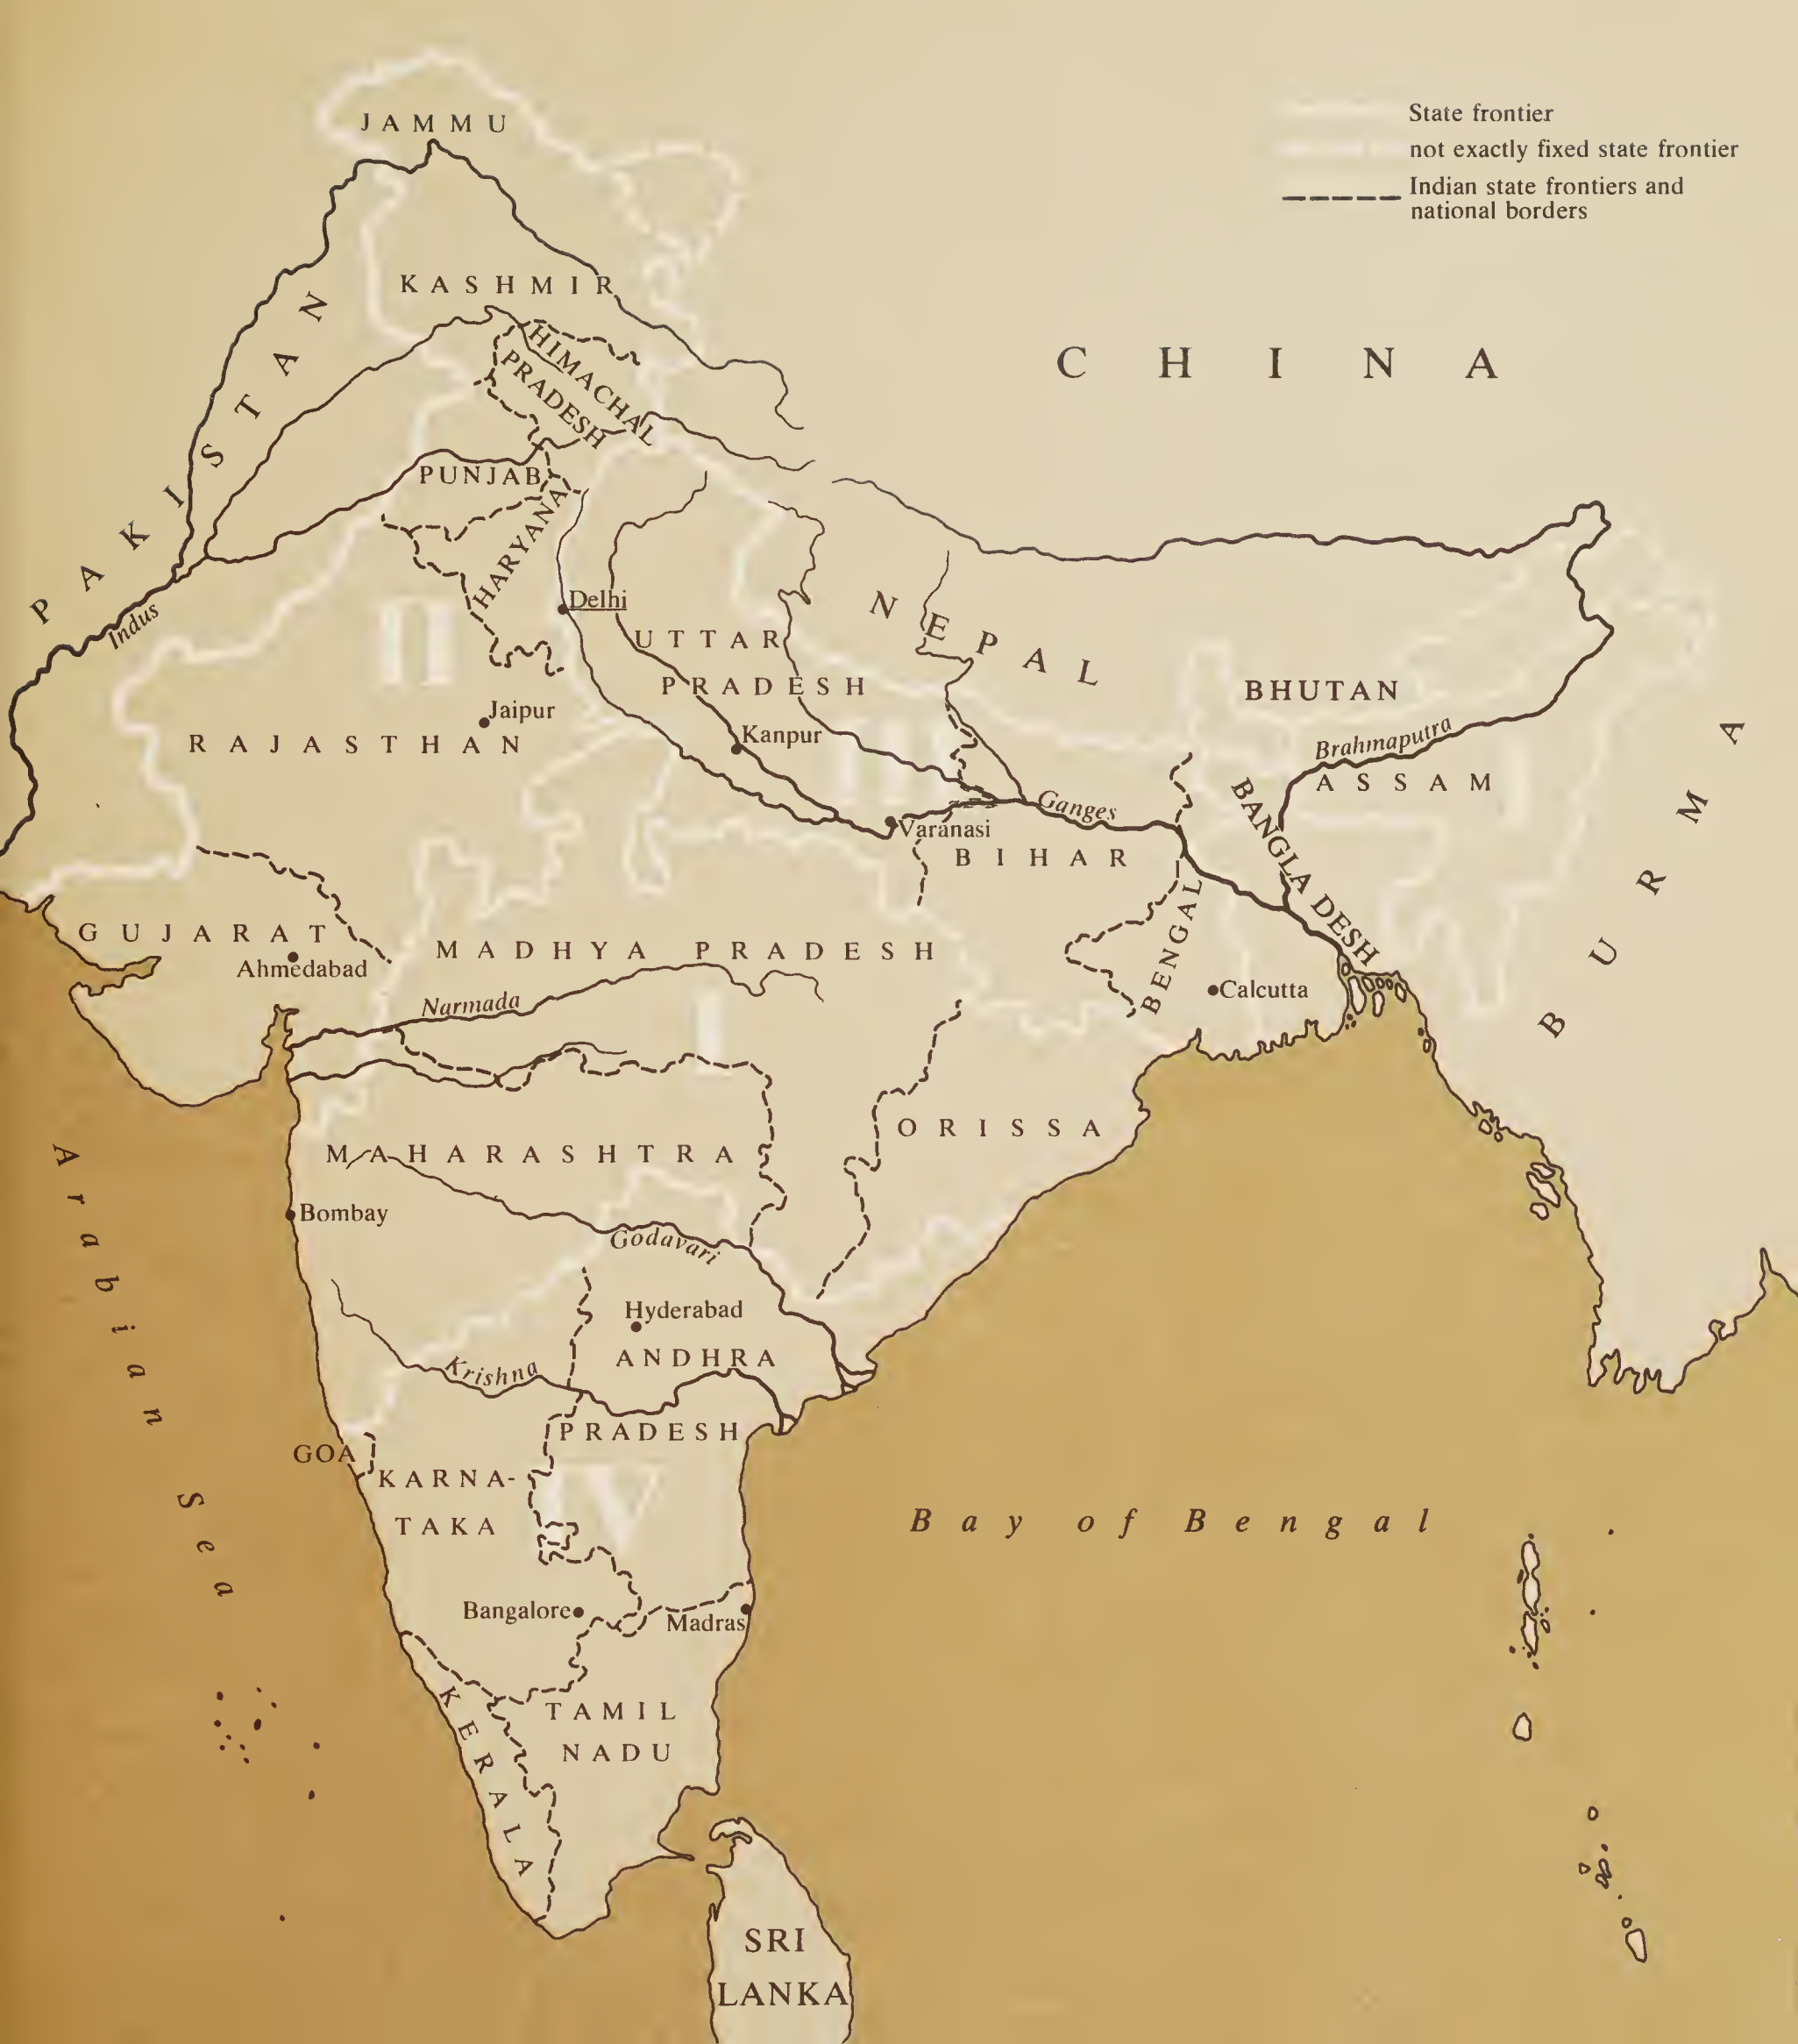 State frontier
not exactly fixed state frontier
Indian state frontiers and
national borders
JAMMU
KASHMIR
PAKISTAN
CHINA
HIMACHAL
PRADESH
PUNJAB
HARYANA
Indus
Delhi
II
NEPAL
UTTAR
PRADESH
BHUTAN
Jaipur
RAJASTHAN
Kanpur
III
Brahmaputra
ASSAM
I
BANGLA DESH
BURMA
Ganges
Varanasi
BIHAR
BENGAL
GUJARAT
Ahmedabad
MADHYA PRADESH
Calcutta
Narmada
I
ORISSA
MAHARASHTRA
Arabian Sea
Bombay
Godavari
Hyderabad
ANDHRA
Krishna
PRADESH
GOA
KARNA-
TAKA
IV
Bay of Bengal
Bangalore
Madras
KERALA
TAMIL
NADU
SRI
LANKA